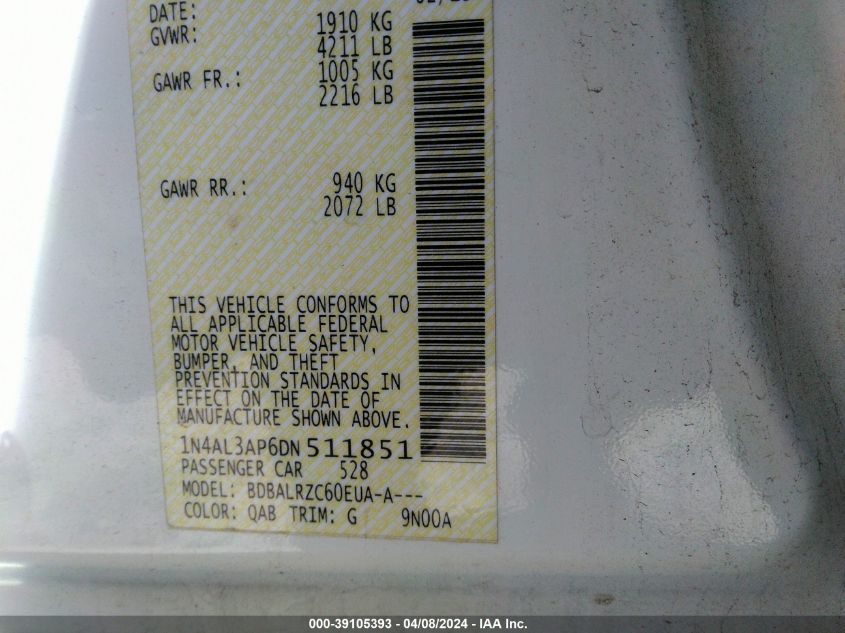 DATE:
GVWR: 1910 KG
4211 LB
GAWR FR.: 1005 KG
2216 LB
GAWR RR.: 940 KG
2072 LB
THIS VEHICLE CONFORMS TO
ALL APPLICABLE FEDERAL
MOTOR VEHICLE SAFETY,
BUMPER, AND THEFT
PREVENTION STANDARDS IN
EFFECT ON THE DATE OF
MANUFACTURE SHOWN ABOVE.
1N4AL3AP6DN511851
PASSENGER CAR 528
MODEL: BDBALRZC60EUA-A---
COLOR: QAB TRIM: G 9N00A
000-39105393 - 04/08/2024 - IAA Inc.